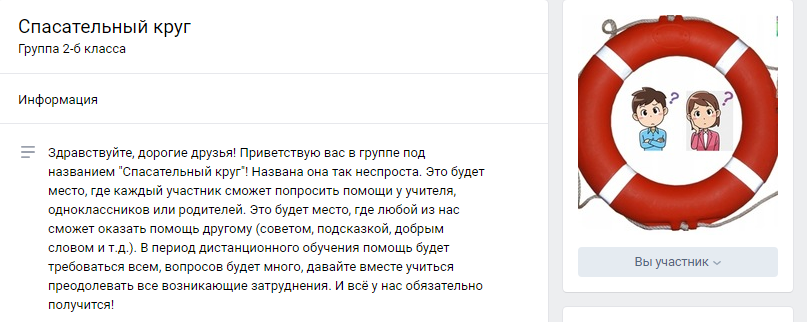 Спасательный круг
Группа 2-б класса
Информация
Здравствуйте, дорогие друзья! Приветствую вас в группе под
названием "Спасательный круг"! Названа она так неспроста. Это будет
место, где каждый участник сможет попросить помощи у учителя,
одноклассников или родителей. Это будет место, где любой из нас
сможет оказать помощь другому (советом, подсказкой, добрым
словом и т.д.). В период дистанционного обучения помощь будет
требоваться всем, вопросов будет много, давайте вместе учиться
преодолевать все возникающие затруднения. И всё у нас обязательно
получится!
? ?
Вы участник